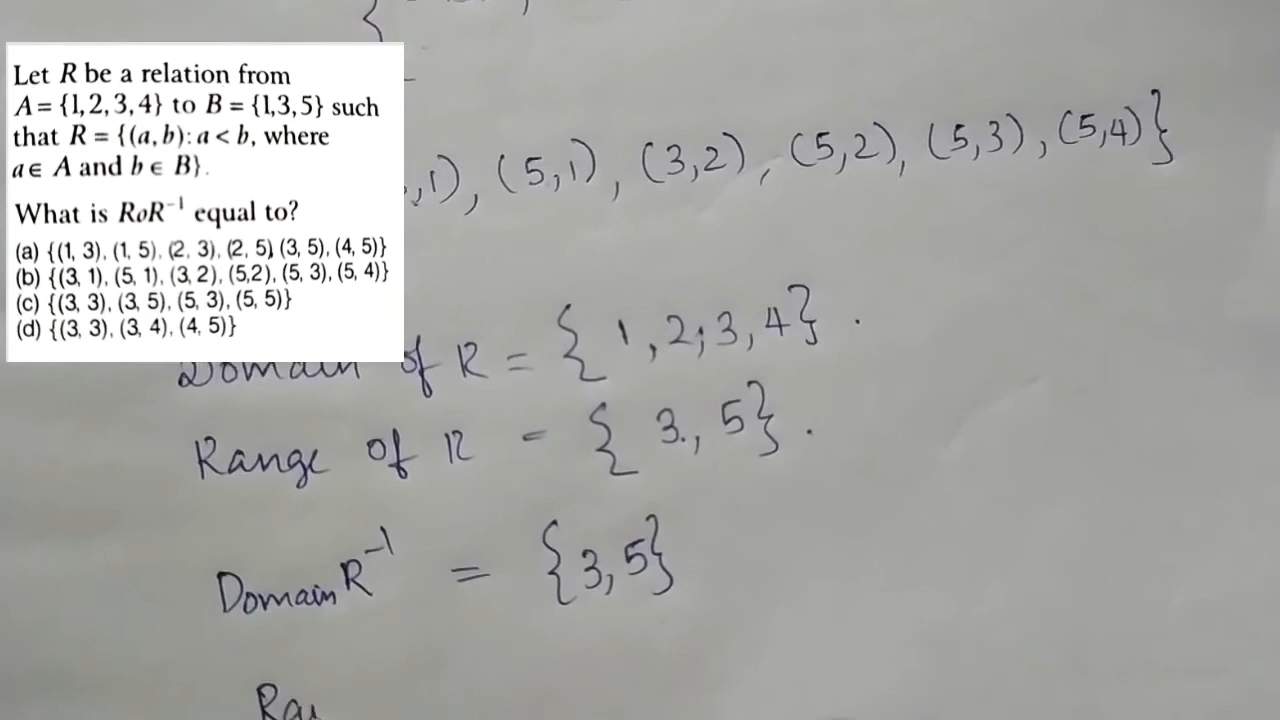 Let R be a relation from
A = {1,2,3,4} to B = {1,3,5} such
that R = {(a, b): a < b, where
a ∈ A and b ∈ B}.
What is RoR⁻¹ equal to?
(a) {(1, 3), (1, 5), (2, 3), (2, 5), (3, 5), (4, 5)}
(b) {(3, 1), (5, 1), (3, 2), (5,2), (5, 3), (5, 4)}
(c) {(3, 3), (3, 5), (5, 3), (5, 5)}
(d) {(3, 3), (3, 4), (4, 5)}
,1), (5,1), (3,2), (5,2), (5,3), (5,4)}
Domain of R = {1,2,3,4}.
Range of R = {3,5}.
Domain R⁻¹ = {3,5}
Ran